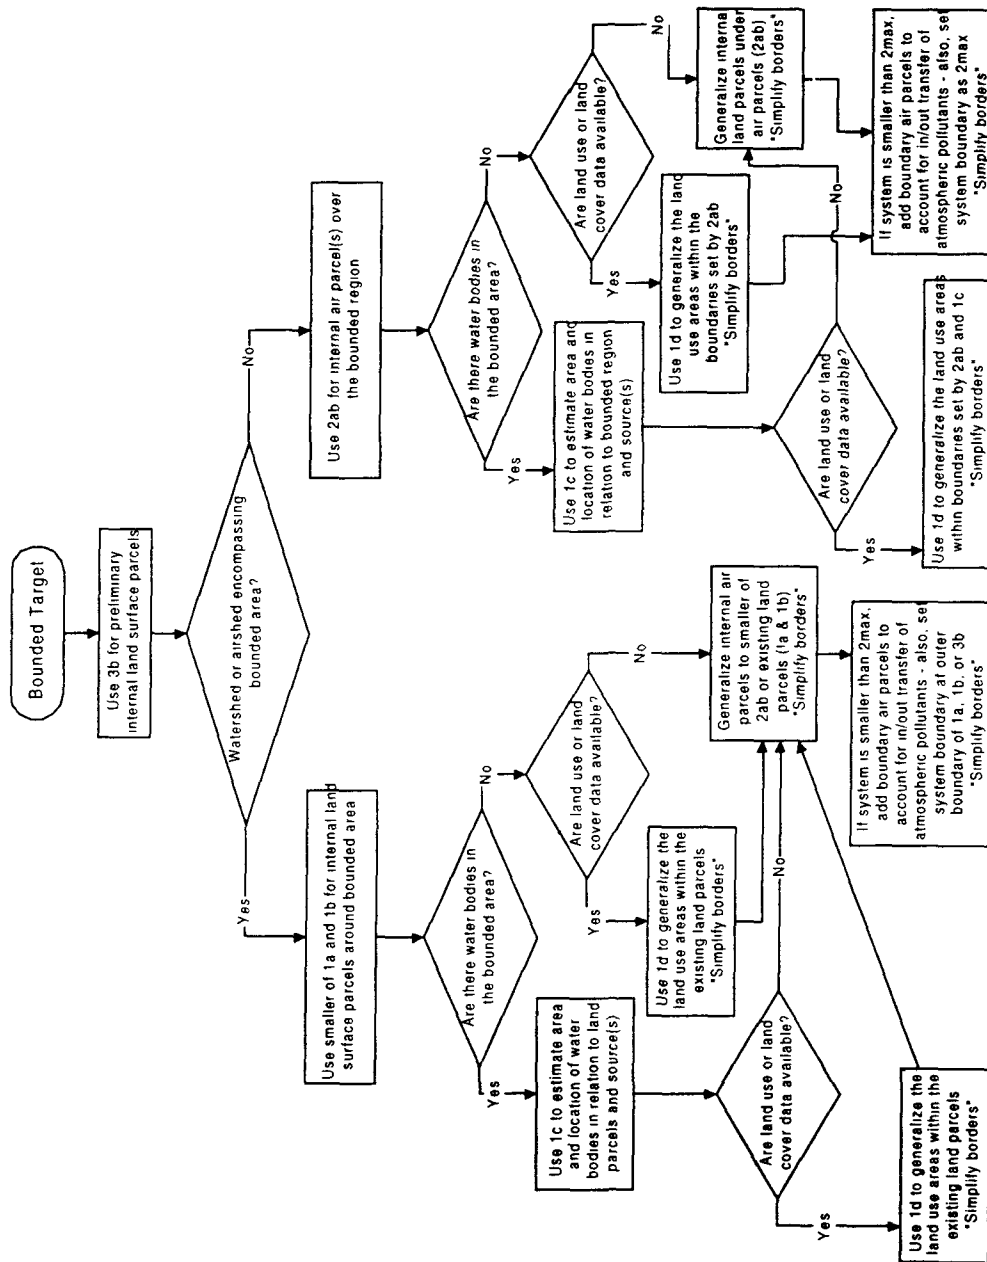 Bounded Target
Use 3b for preliminary
internal land surface parcels
Watershed or airshed encompassing
bounded area?
Yes
No
Use smaller of 1a and 1b for internal land
surface parcels around bounded area
Are there water bodies in
the bounded area?
Yes
No
Use 1c to estimate area
and location of water
bodies in relation to land
parcels and source(s)
Are land use or land
cover data available?
Yes
No
Use 1d to generalize the
land use areas within the
existing land parcels
"Simplify borders"
Are land use or land
cover data available?
Yes
No
Use 1d to generalize the
land use areas within the
existing land parcels
"Simplify borders"
Generalize internal air
parcels to smaller of
2ab or existing land
parcels (1a & 1b)
"Simplify borders"
If system is smaller than 2max,
add boundary air parcels to
account for in/out transfer of
atmospheric pollutants - also, set
system boundary at outer
boundary of 1a, 1b, or 3b
"Simplify borders"
Use 2ab for internal air parcel(s) over
the bounded region
Are there water bodies in
the bounded area?
Yes
No
Use 1c to estimate area and
location of water bodies in
relation to bounded region
and source(s)
Are land use or land
cover data available?
Yes
No
Use 1d to generalize the land use areas
within boundaries set by 2ab and 1c
"Simplify borders"
Are land use or land
cover data available?
Yes
No
Use 1d to generalize the land
use areas within the
boundaries set by 2ab
"Simplify borders"
Generalize internal
land parcels under
air parcels (2ab)
"Simplify borders"
If system is smaller than 2max,
add boundary air parcels to
account for in/out transfer of
atmospheric pollutants - also, set
system boundary as 2max
"Simplify borders"